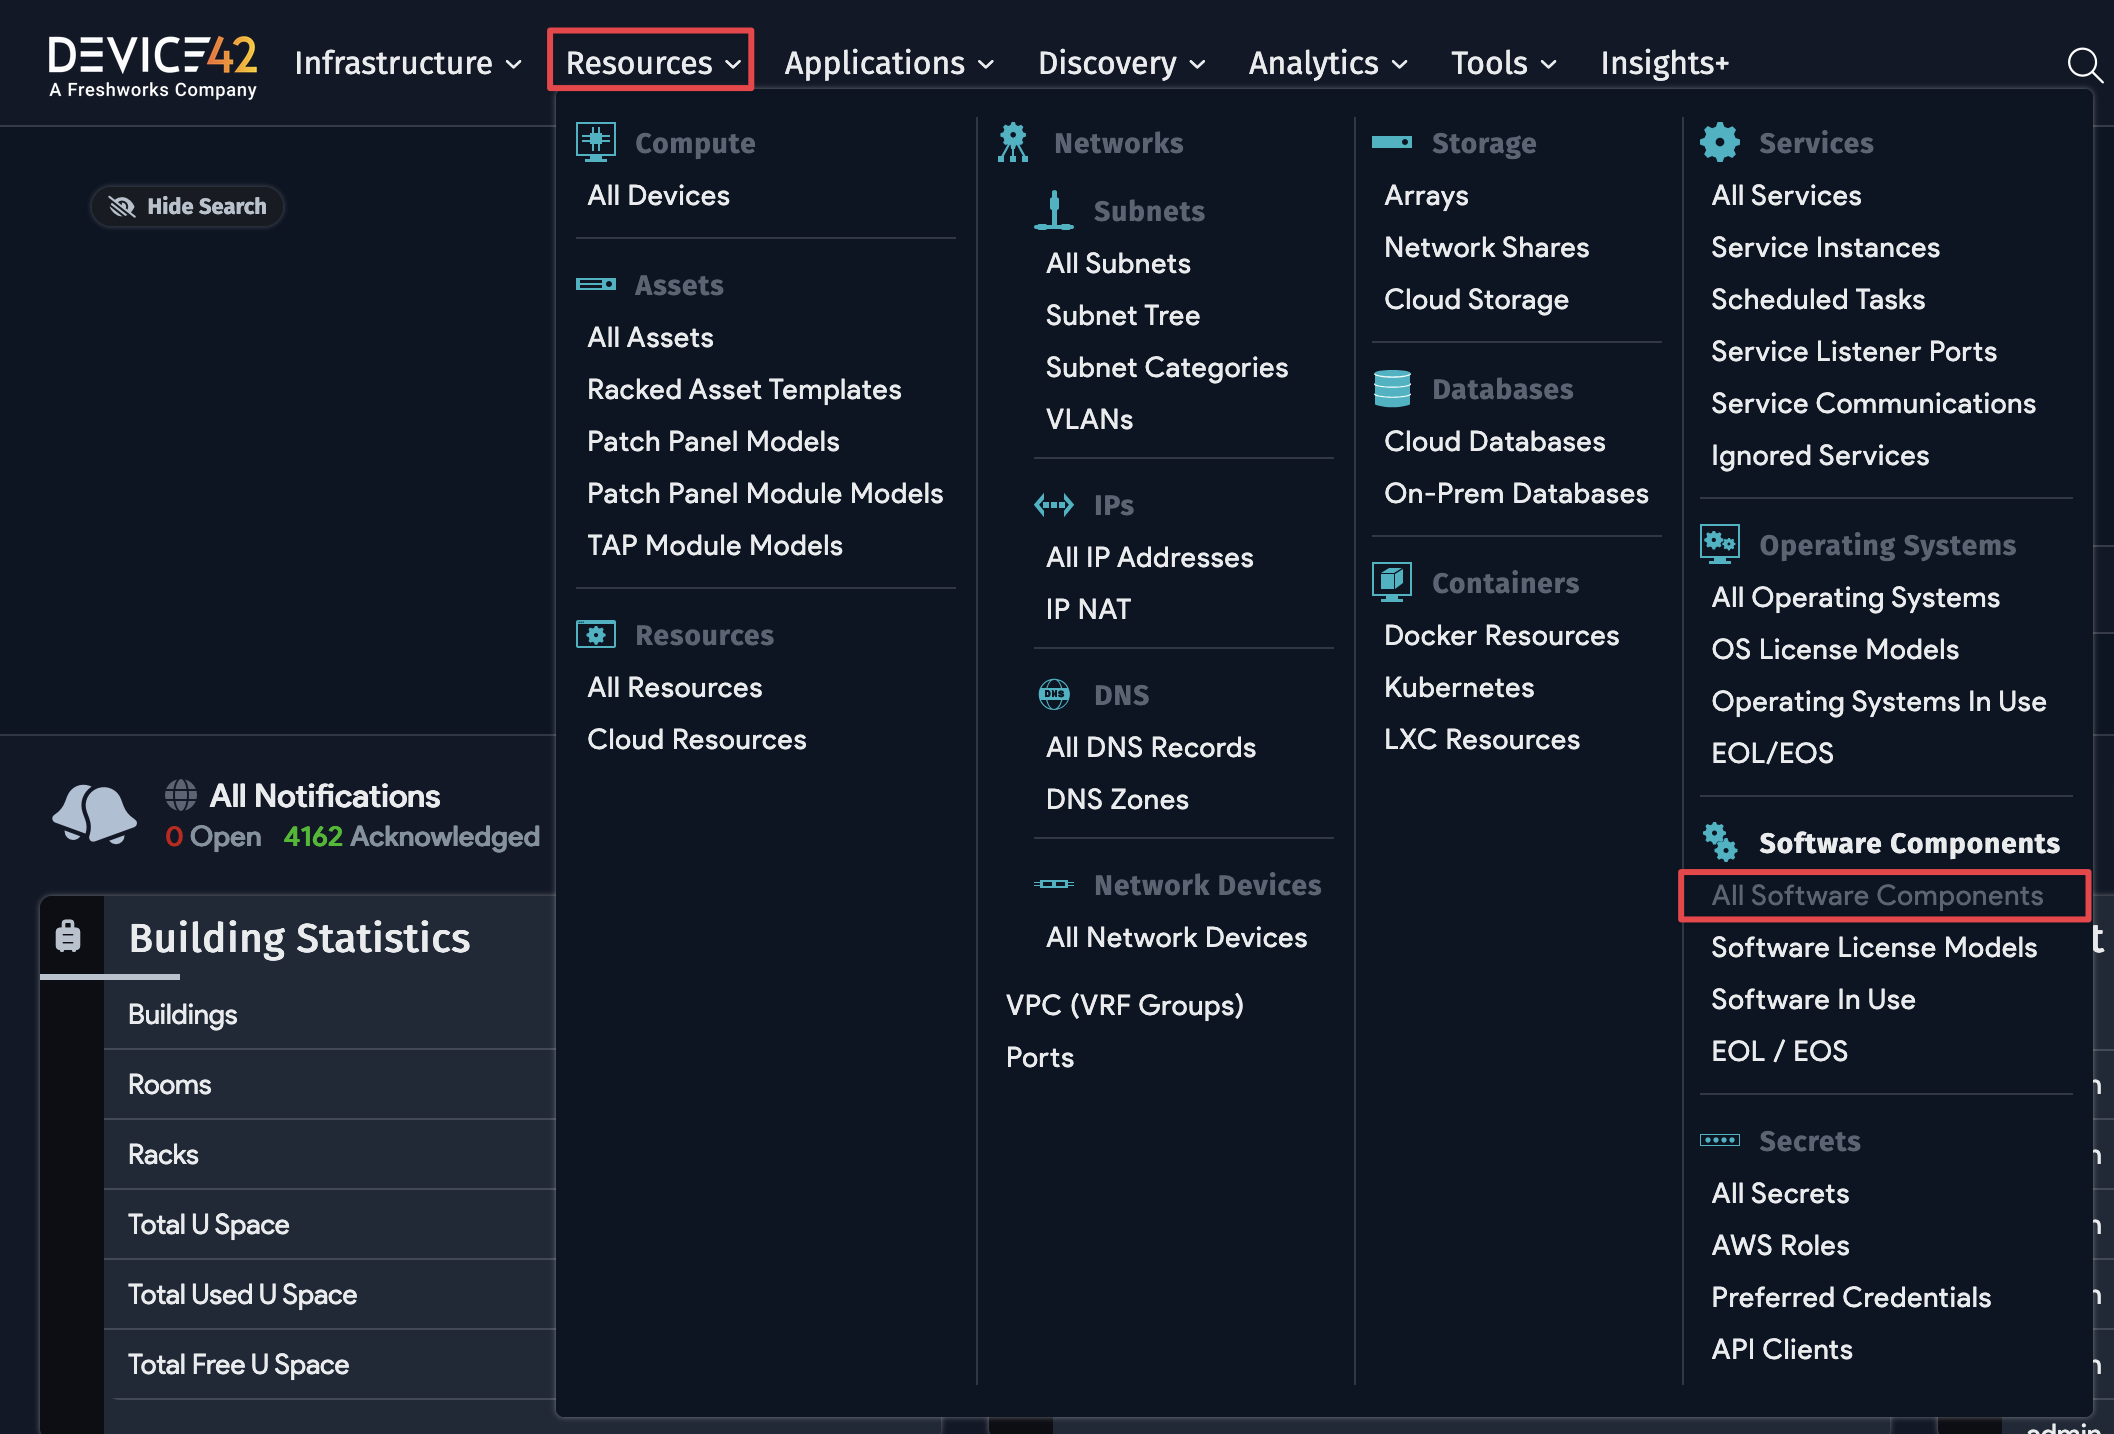 DEVICE42
A Freshworks Company
Infrastructure
Resources
Applications
Discovery
Analytics
Tools
Insights+
Hide Search
Compute
All Devices
Assets
All Assets
Racked Asset Templates
Patch Panel Models
Patch Panel Module Models
TAP Module Models
Resources
All Resources
Cloud Resources
Networks
Subnets
All Subnets
Subnet Tree
Subnet Categories
VLANs
IPs
All IP Addresses
IP NAT
DNS
DNS
All DNS Records
DNS Zones
Network Devices
All Network Devices
VPC (VRF Groups)
Ports
Storage
Arrays
Network Shares
Cloud Storage
Databases
Cloud Databases
On-Prem Databases
Containers
Docker Resources
Kubernetes
LXC Resources
Services
All Services
Service Instances
Scheduled Tasks
Service Listener Ports
Service Communications
Ignored Services
Operating Systems
All Operating Systems
OS License Models
Operating Systems In Use
EOL/EOS
Software Components
All Software Components
Software License Models
Software In Use
EOL / EOS
Secrets
All Secrets
AWS Roles
Preferred Credentials
API Clients
All Notifications
0 Open 4162 Acknowledged
Building Statistics
Buildings
Rooms
Racks
Total U Space
Total Used U Space
Total Free U Space